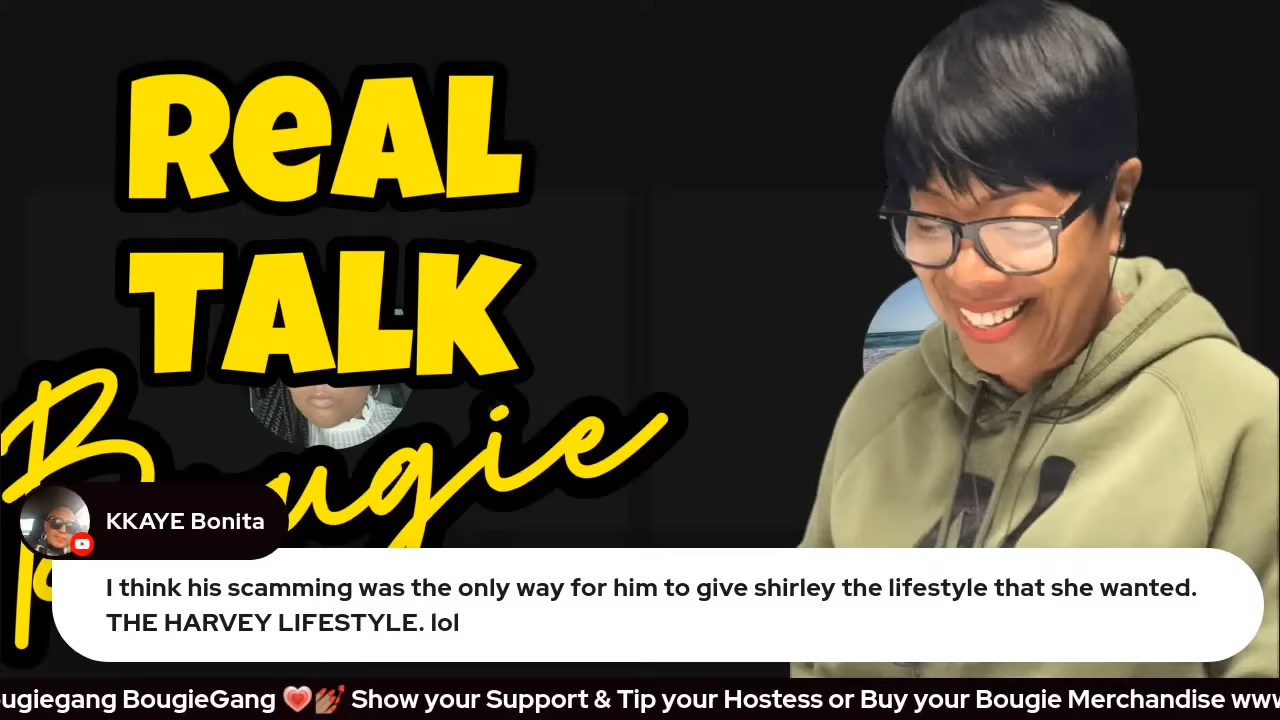 REAL
TALK
Bougie
KKAYE Bonita
I think his scamming was the only way for him to give shirley the lifestyle that she wanted.
THE HARVEY LIFESTYLE. lol
ougiegang BougieGang 💗💅🏾 Show your Support & Tip your Hostess or Buy your Bougie Merchandise www